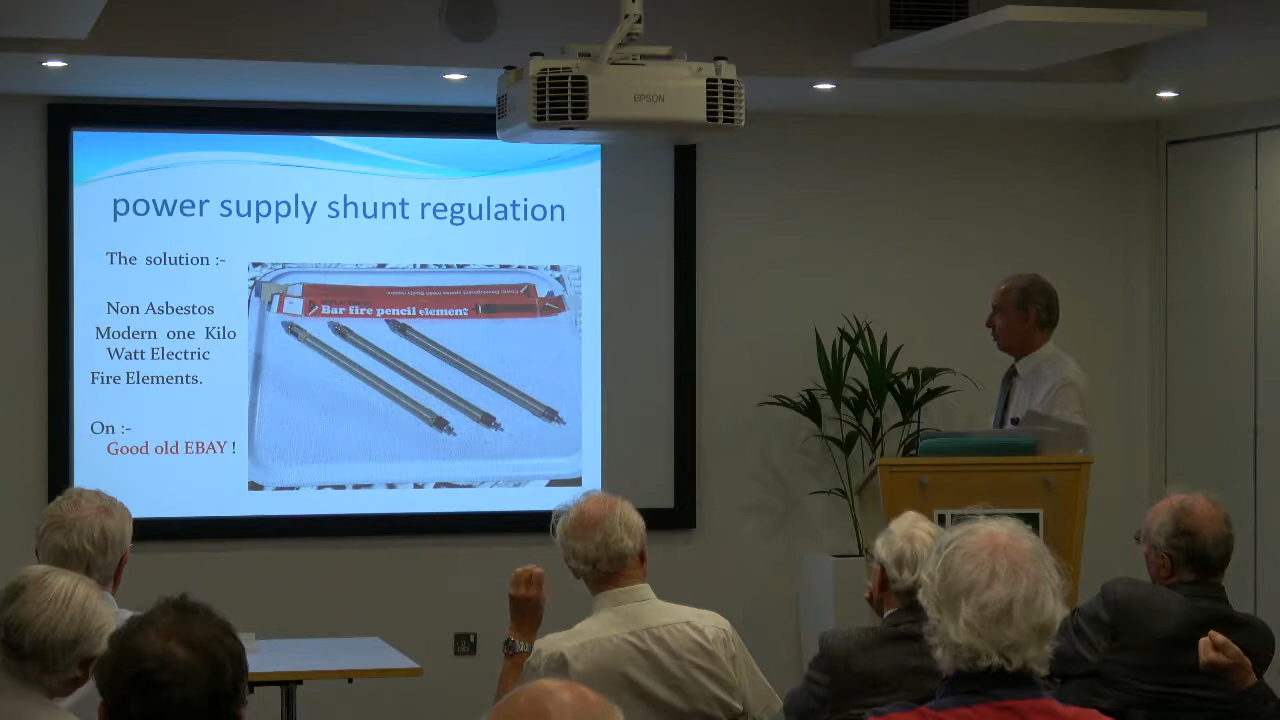 EPSON
power supply shunt regulation
The solution :-
Non Asbestos
Modern one Kilo
Watt Electric
Fire Elements.
On :-
Good old EBAY !
Bar fire pencil element